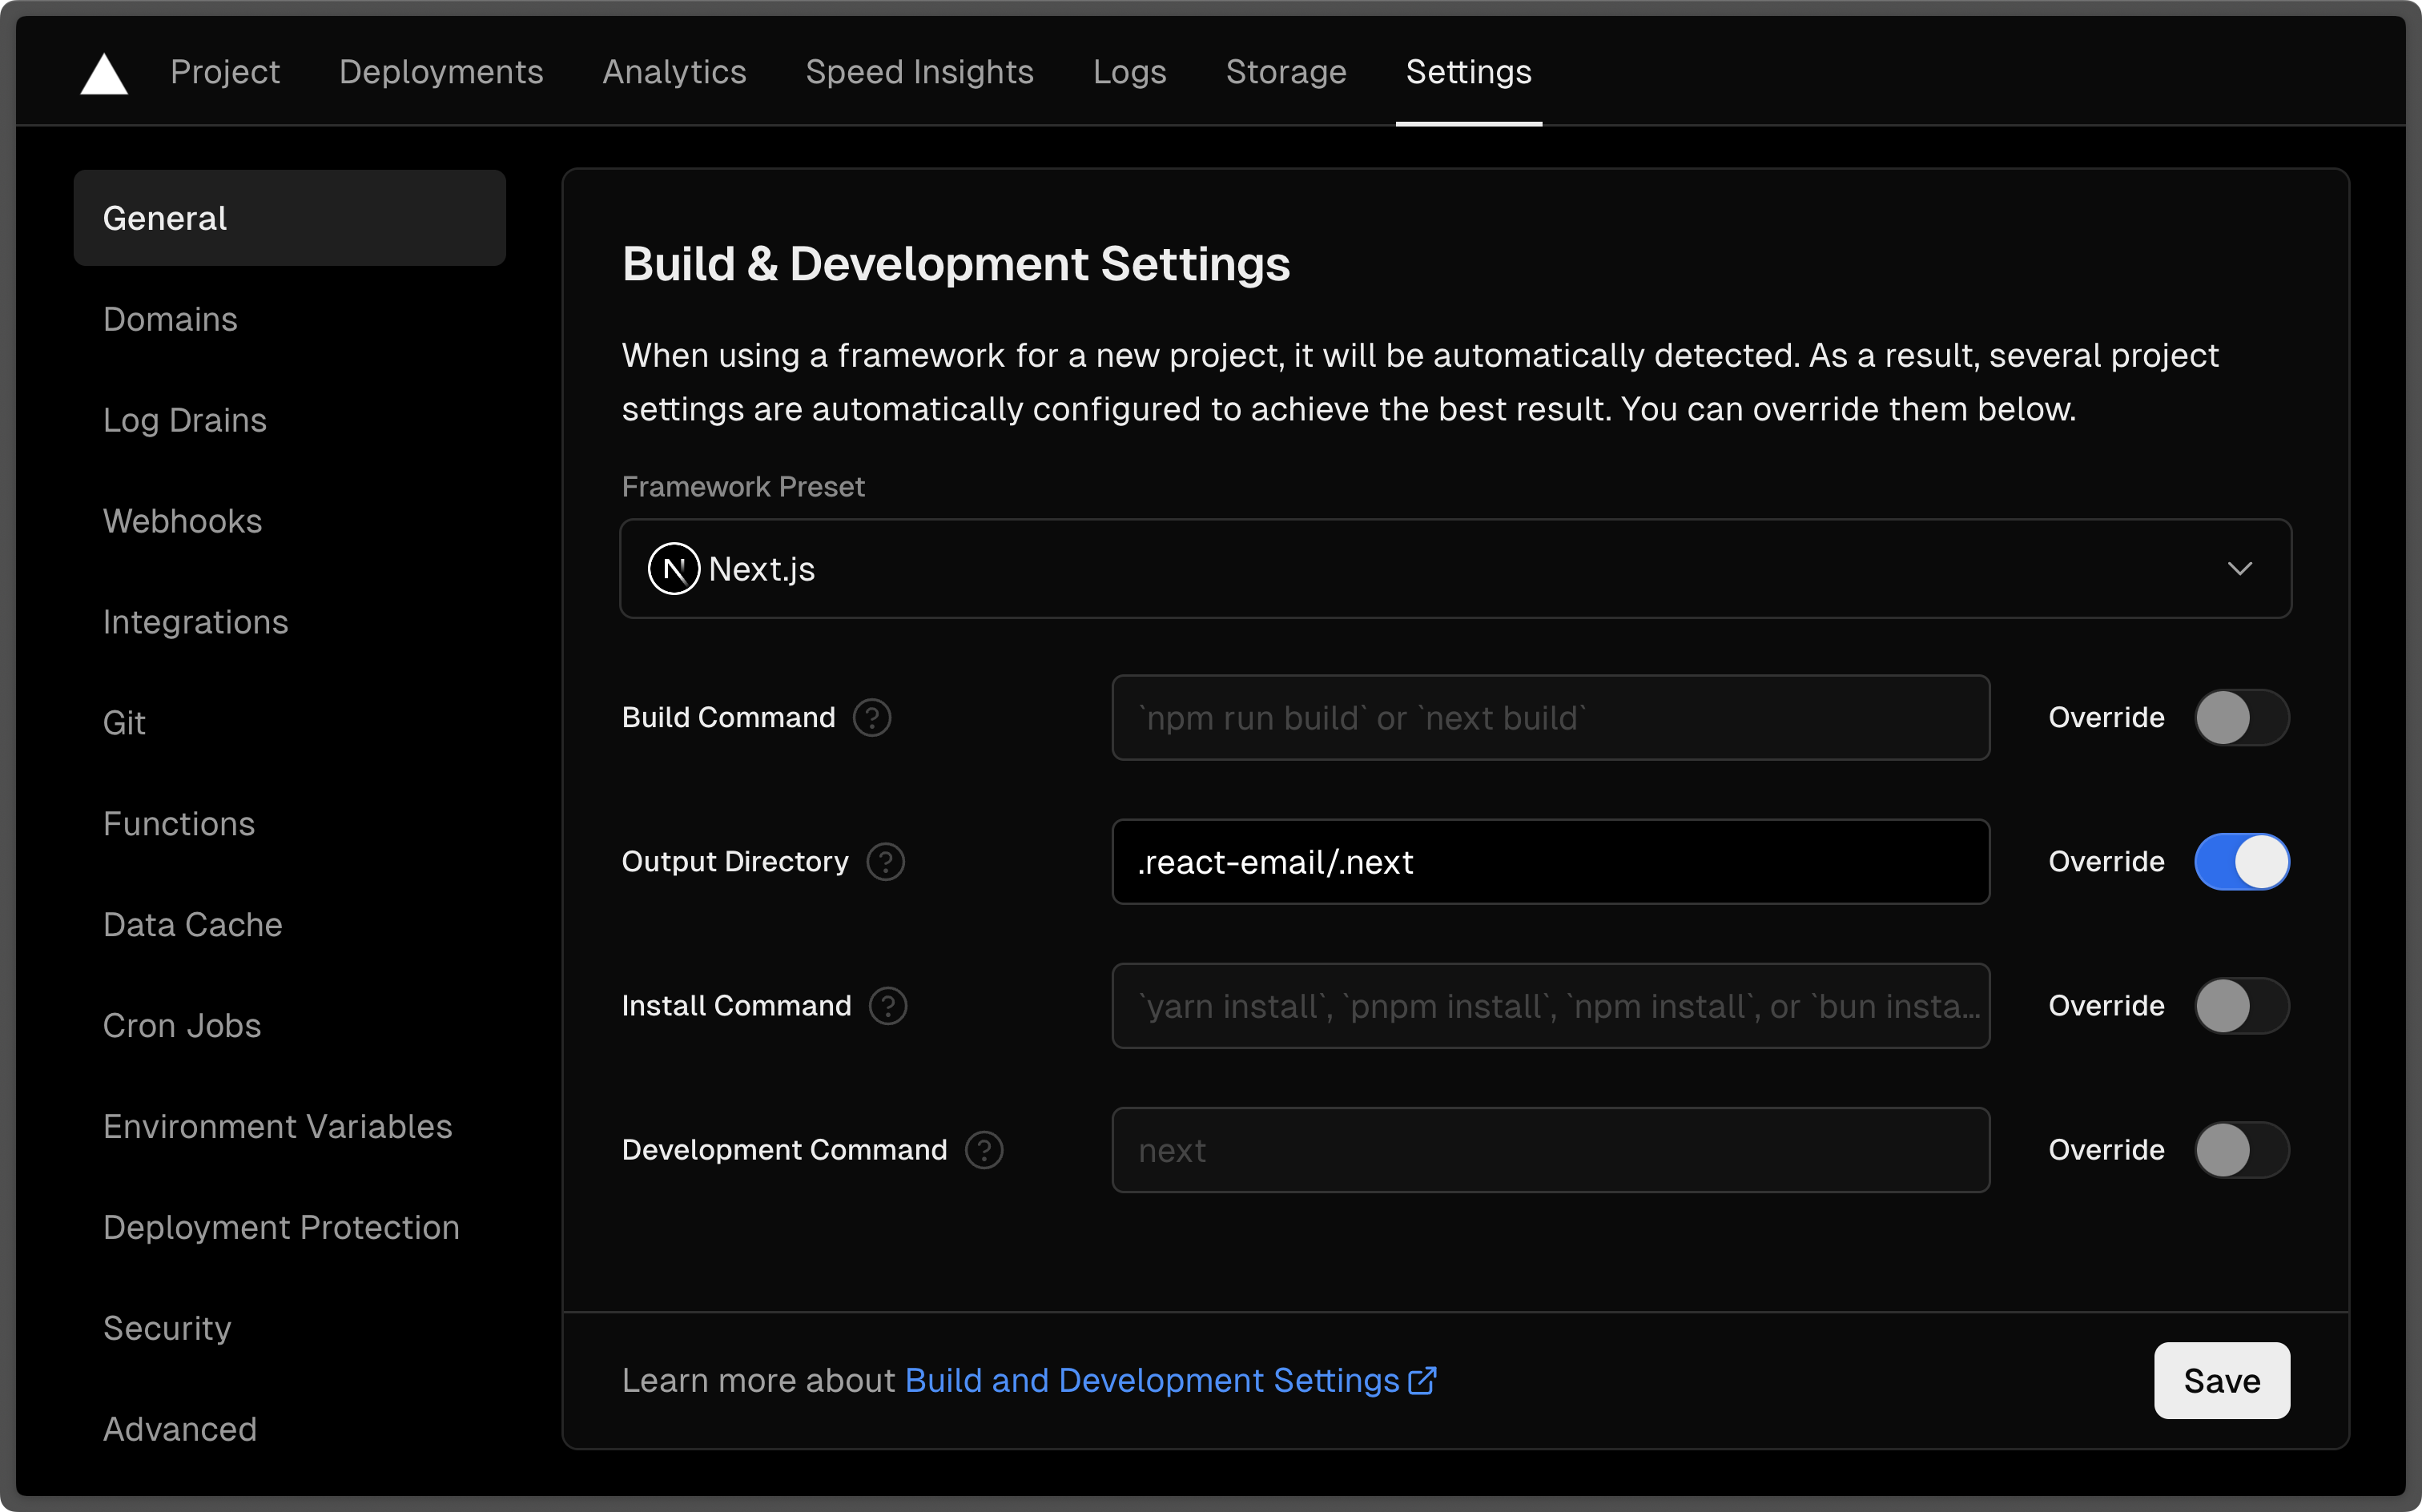 Project Deployments Analytics Speed Insights Logs Storage Settings
General
Domains
Log Drains
Webhooks
Integrations
Git
Functions
Data Cache
Cron Jobs
Environment Variables
Deployment Protection
Security
Advanced
Build & Development Settings
When using a framework for a new project, it will be automatically detected. As a result, several project
settings are automatically configured to achieve the best result. You can override them below.
Framework Preset
N Next.js
Build Command ? `npm run build` or `next build` Override
Output Directory ? .react-email/.next Override
Install Command ? `yarn install`, `pnpm install`, `npm install`, or `bun insta... Override
Development Command ? next Override
Learn more about Build and Development Settings
Save